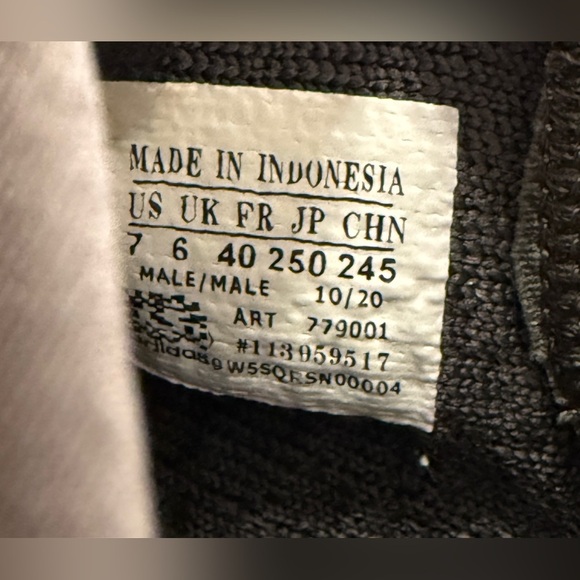 MADE IN INDONESIA
US UK FR JP CHN
7 6 40 250 245
MALE/MALE 10/20
ART 779001
#113059517